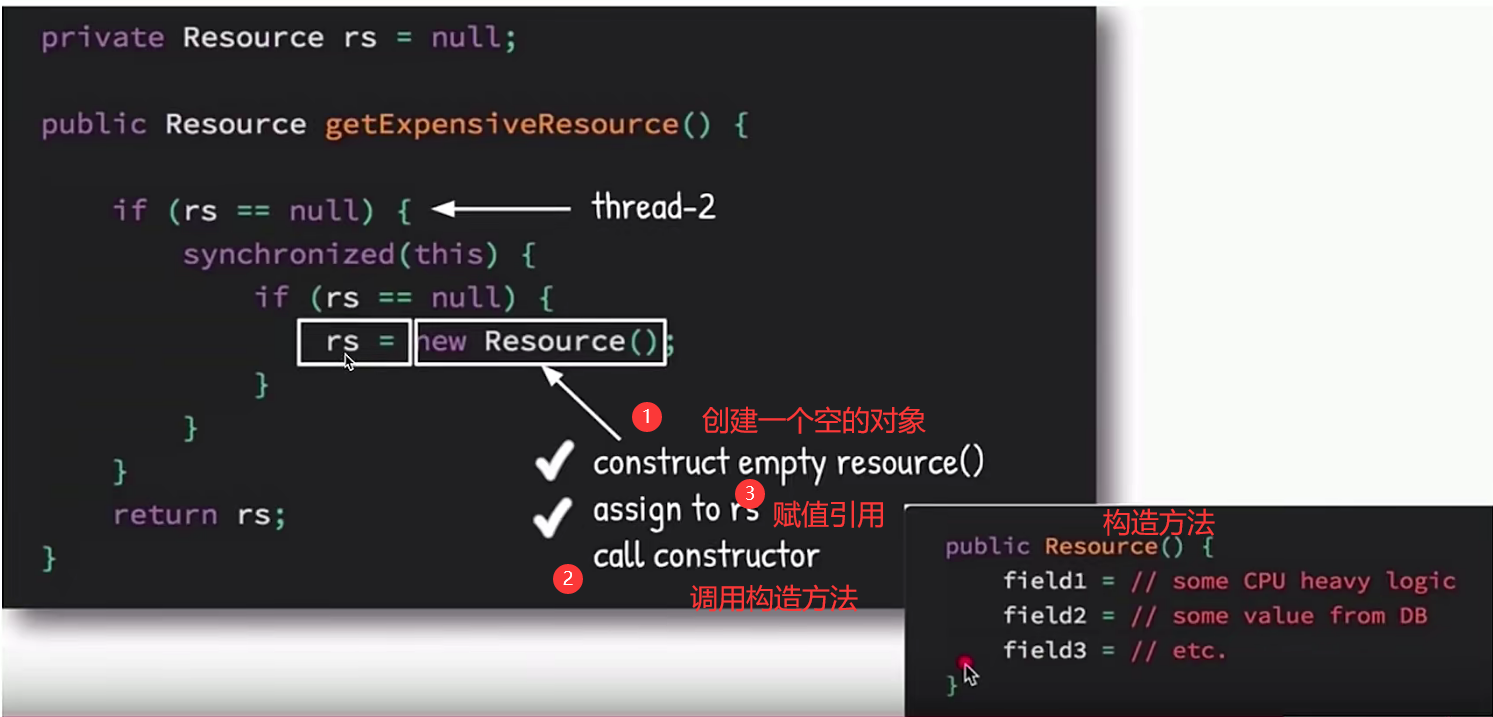 private Resource rs = null;
public Resource getExpensiveResource() {
if (rs == null) {
thread-2
synchronized(this) {
if (rs == null) {
rs = new Resource();
}
}
}
return rs;
}
1 创建一个空的对象
construct empty resource()
assign to rs 3 赋值引用
call constructor
2 调用构造方法
构造方法
public Resource() {
field1 = // some CPU heavy logic
field2 = // some value from DB
field3 = // etc.
}